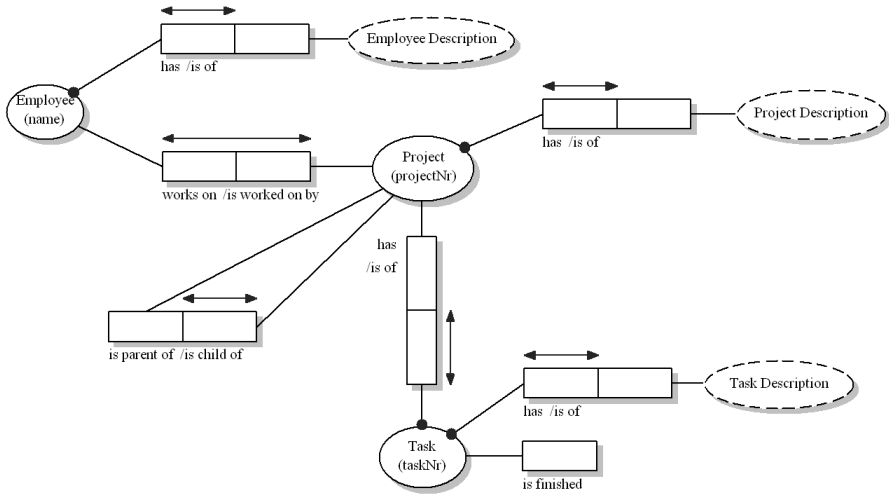 Employee Description
has /is of
Employee
(name)
Project Description
has /is of
Project
(projectNr)
works on /is worked on by
has
/is of
is parent of /is child of
Task Description
has /is of
Task
(taskNr)
is finished